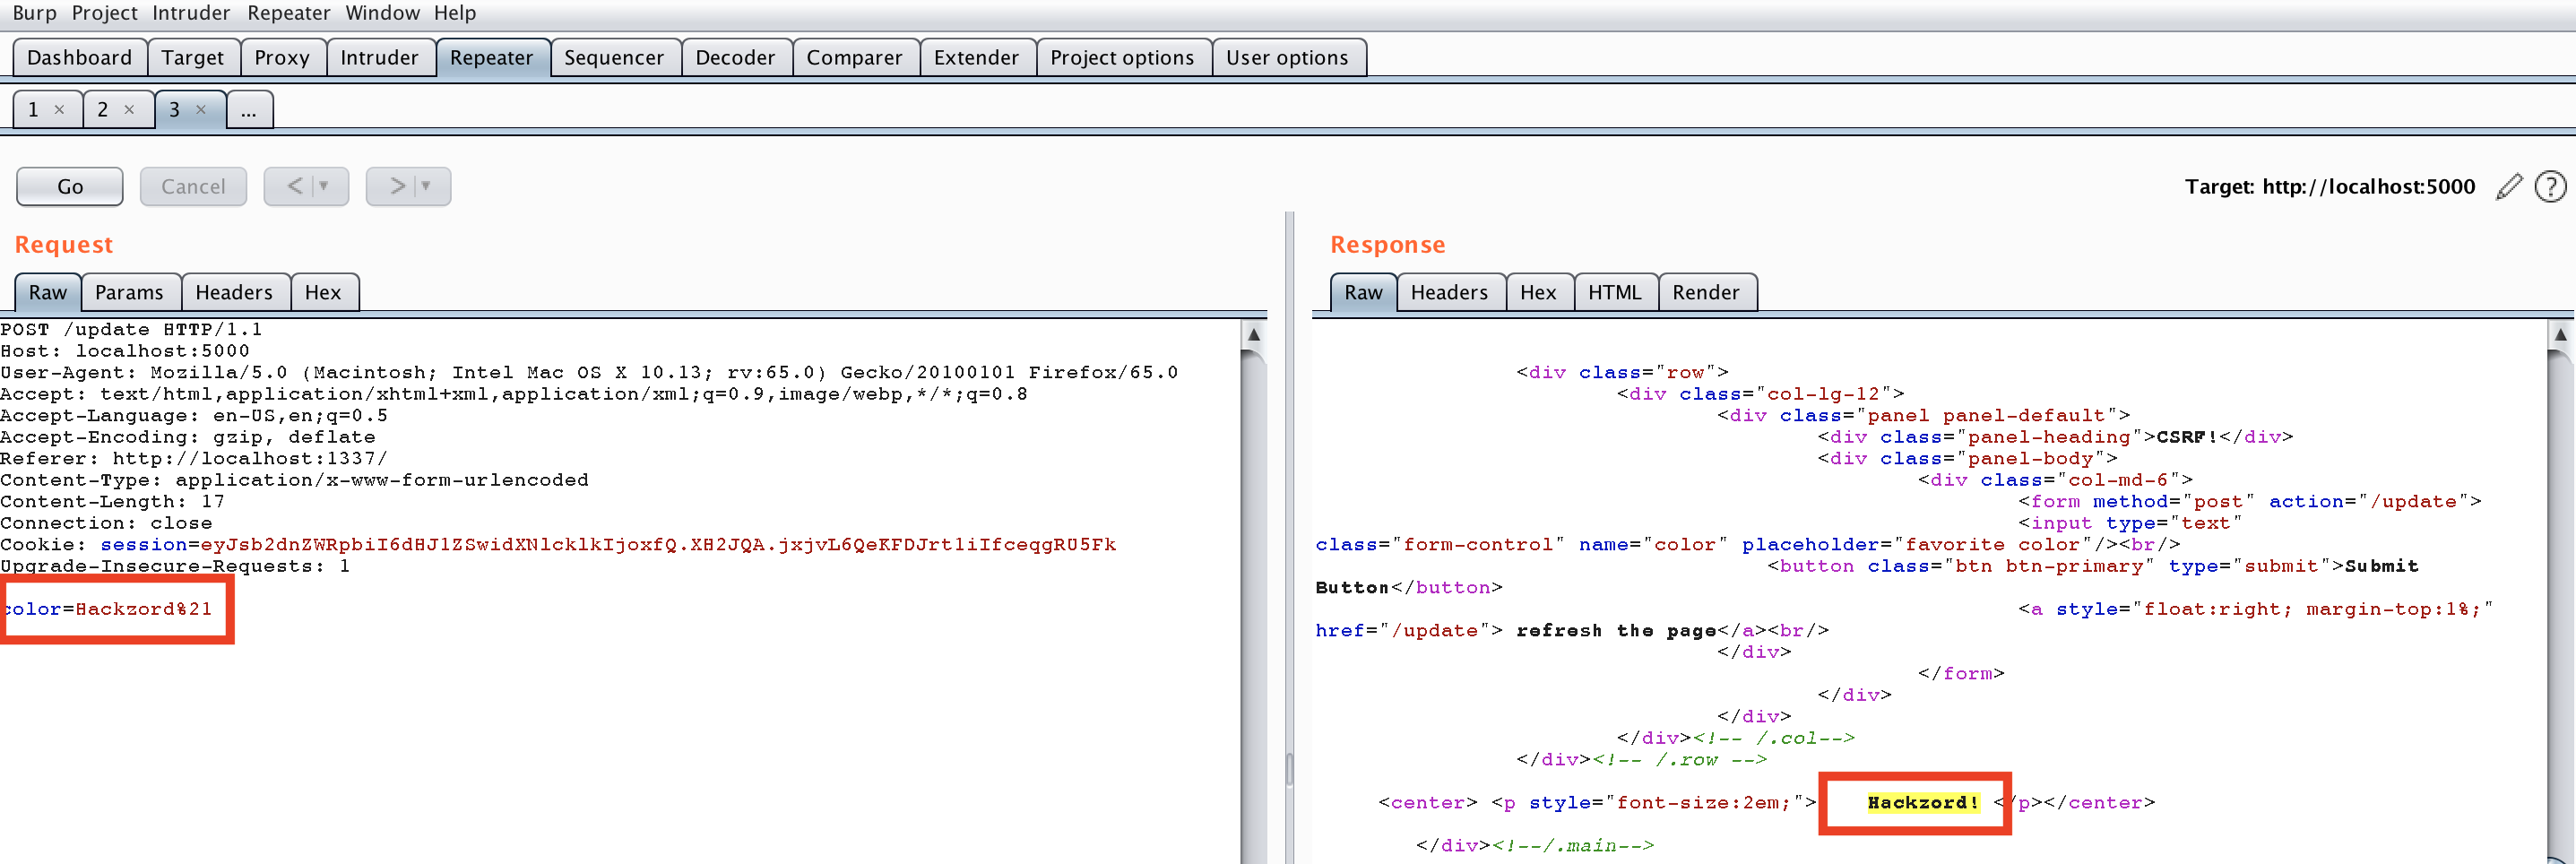 Burp Project Intruder Repeater Window Help
Dashboard Target Proxy Intruder Repeater Sequencer Decoder Comparer Extender Project options User options
1 × 2 × 3 × ...
Go Cancel < ▼ > ▼ Target: http://localhost:5000 ?
Request
Raw Params Headers Hex
POST /update HTTP/1.1
Host: localhost:5000
User-Agent: Mozilla/5.0 (Macintosh; Intel Mac OS X 10.13; rv:65.0) Gecko/20100101 Firefox/65.0
Accept: text/html,application/xhtml+xml,application/xml;q=0.9,image/webp,*/*;q=0.8
Accept-Language: en-US,en;q=0.5
Accept-Encoding: gzip, deflate
Referer: http://localhost:1337/
Content-Type: application/x-www-form-urlencoded
Content-Length: 17
Connection: close
Cookie: session=eyJsb2dnZWRpbiI6dHJ1ZSwidXNlcklkIjoxfQ.XH2JQA.jxjvL6QeKFDJrt1iIfceqgRU5Fk
Upgrade-Insecure-Requests: 1
color=Hackzord%21
Response
Raw Headers Hex HTML Render
<div class="row">
<div class="col-lg-12">
<div class="panel panel-default">
<div class="panel-heading">CSRF!</div>
<div class="panel-body">
<div class="col-md-6">
<form method="post" action="/update">
<input type="text"
class="form-control" name="color" placeholder="favorite color"/><br/>
<button class="btn btn-primary" type="submit">Submit
Button</button>
<a style="float:right; margin-top:1%;"
href="/update"> refresh the page</a><br/>
</div>
</form>
</div>
</div>
</div><!-- /.col-->
</div><!-- /.row -->
<center> <p style="font-size:2em;"> Hackzord! </p></center>
</div><!--/.main-->